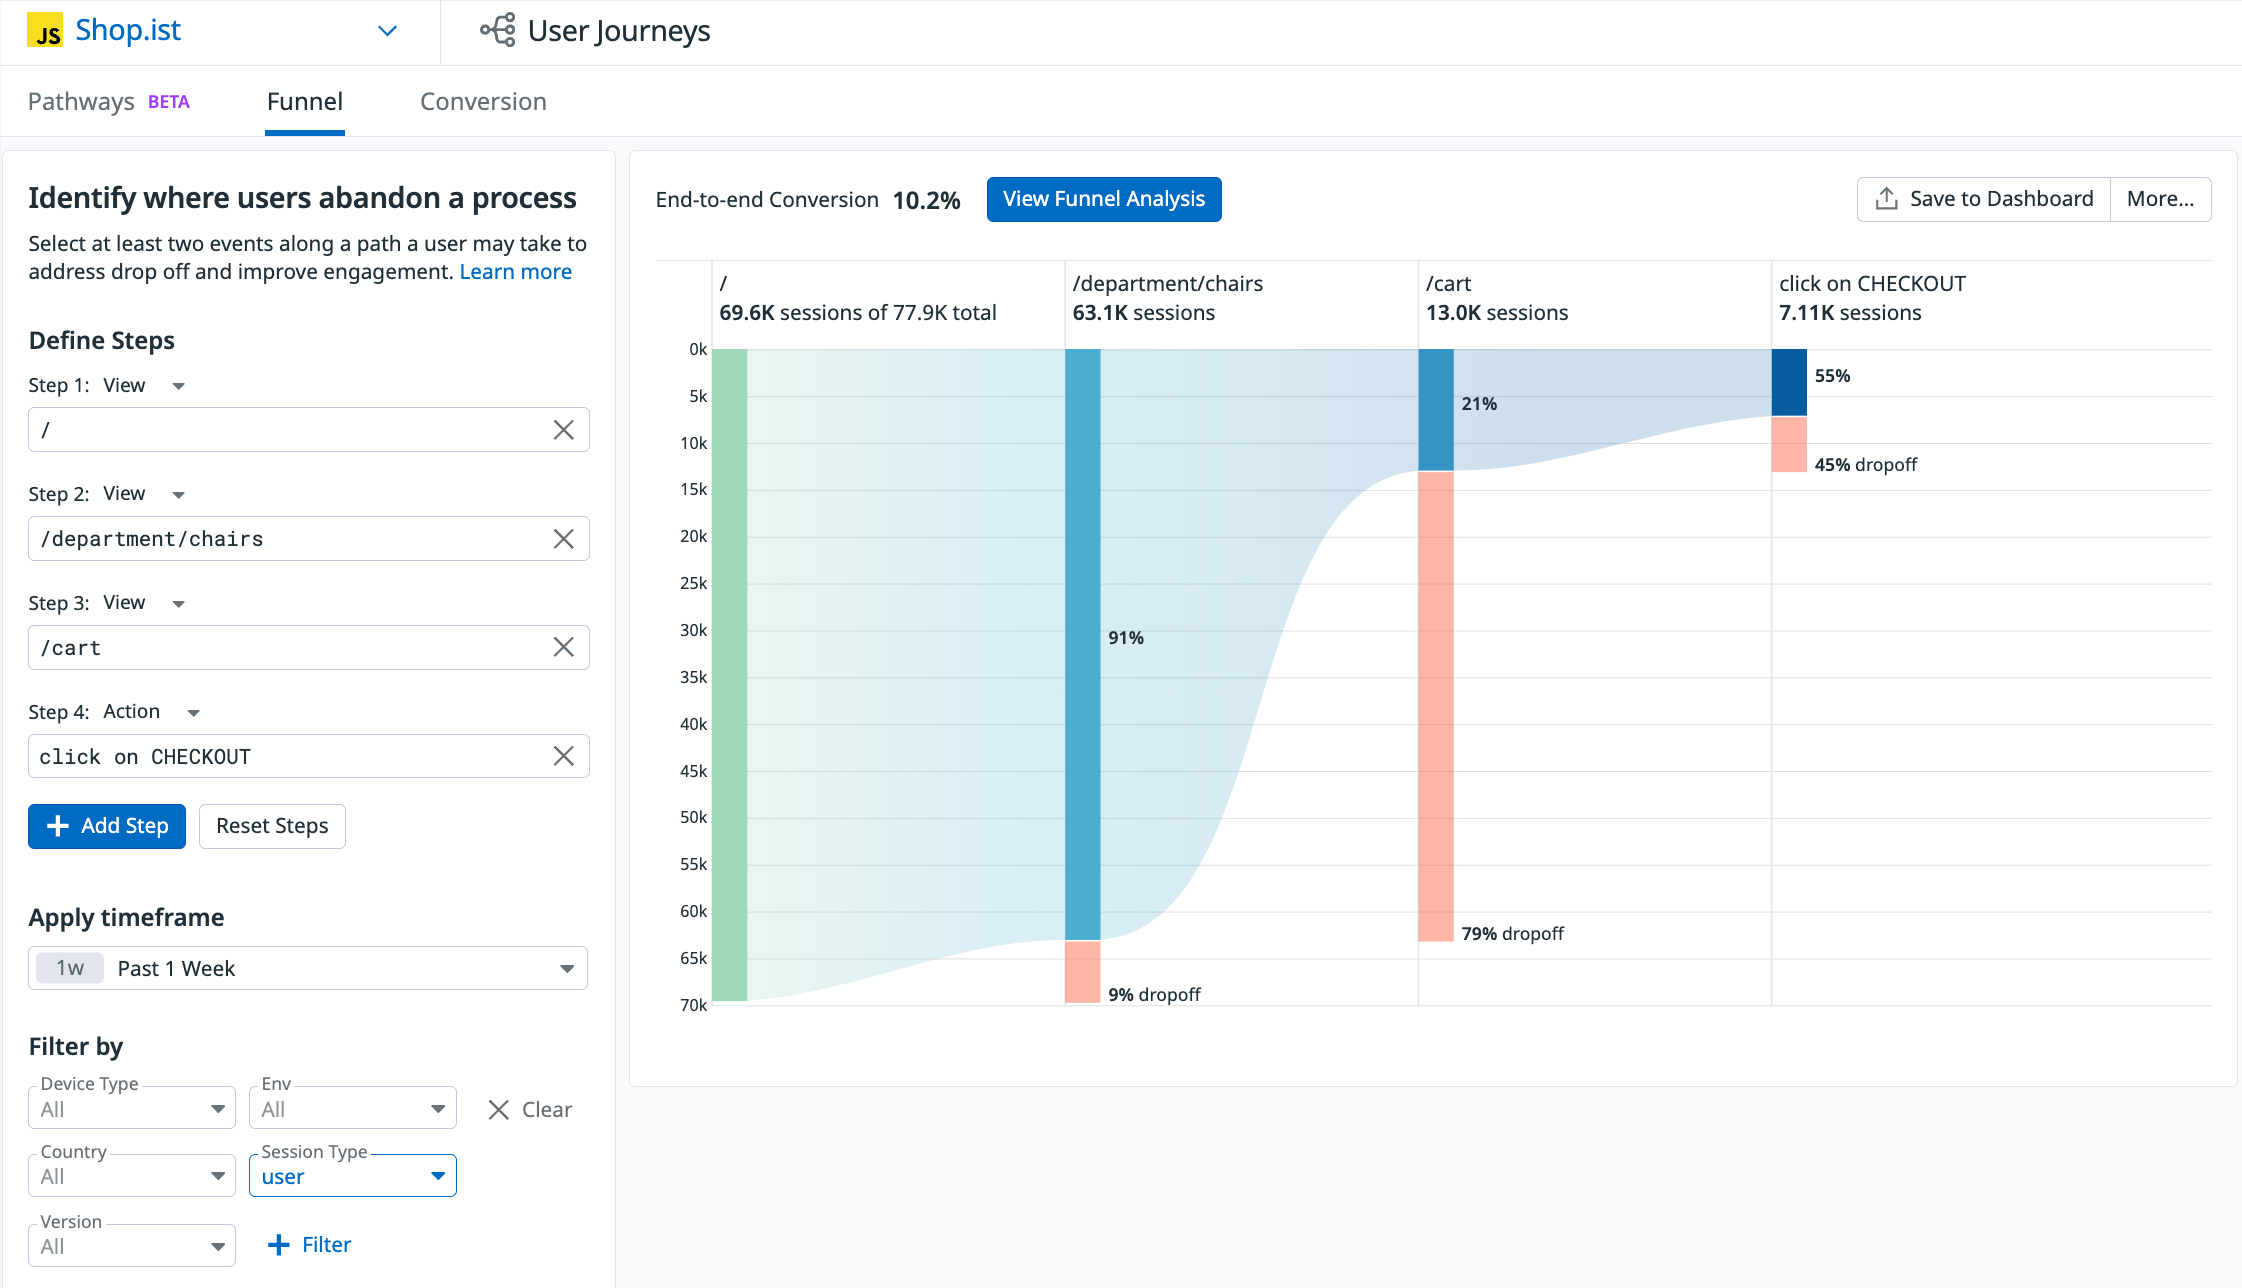 JS Shop.ist
User Journeys
Pathways BETA
Funnel
Conversion
Identify where users abandon a process
Select at least two events along a path a user may take to
address drop off and improve engagement. Learn more
Define Steps
Step 1: View
/
Step 2: View
/department/chairs
Step 3: View
/cart
Step 4: Action
click on CHECKOUT
Add Step
Reset Steps
Apply timeframe
1w Past 1 Week
Filter by
Device Type
All
Env
All
Clear
Country
All
Session Type
user
Version
All
Filter
End-to-end Conversion 10.2%
View Funnel Analysis
Save to Dashboard
More...
/
69.6K sessions of 77.9K total
/department/chairs
63.1K sessions
/cart
13.0K sessions
click on CHECKOUT
7.11K sessions
0k
5k
10k
15k
20k
25k
30k
35k
40k
45k
50k
55k
60k
65k
70k
91%
9% dropoff
21%
79% dropoff
55%
45% dropoff